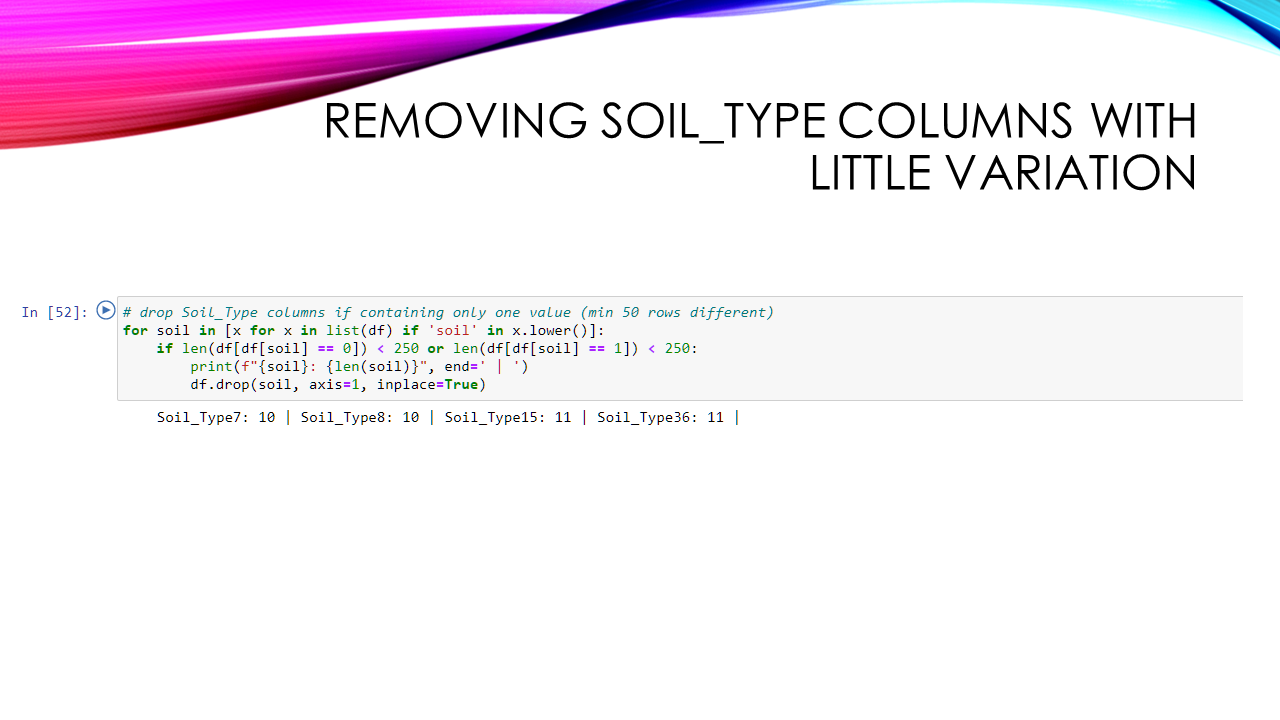 REMOVING SOIL_TYPE COLUMNS WITH
LITTLE VARIATION
In [52]:
# drop Soil_Type columns if containing only one value (min 50 rows different)
for soil in [x for x in list(df) if 'soil' in x.lower()]:
    if len(df[df[soil] == 0]) < 250 or len(df[df[soil] == 1]) < 250:
        print(f"{soil}: {len(soil)}", end=' | ')
        df.drop(soil, axis=1, inplace=True)
Soil_Type7: 10 | Soil_Type8: 10 | Soil_Type15: 11 | Soil_Type36: 11 |